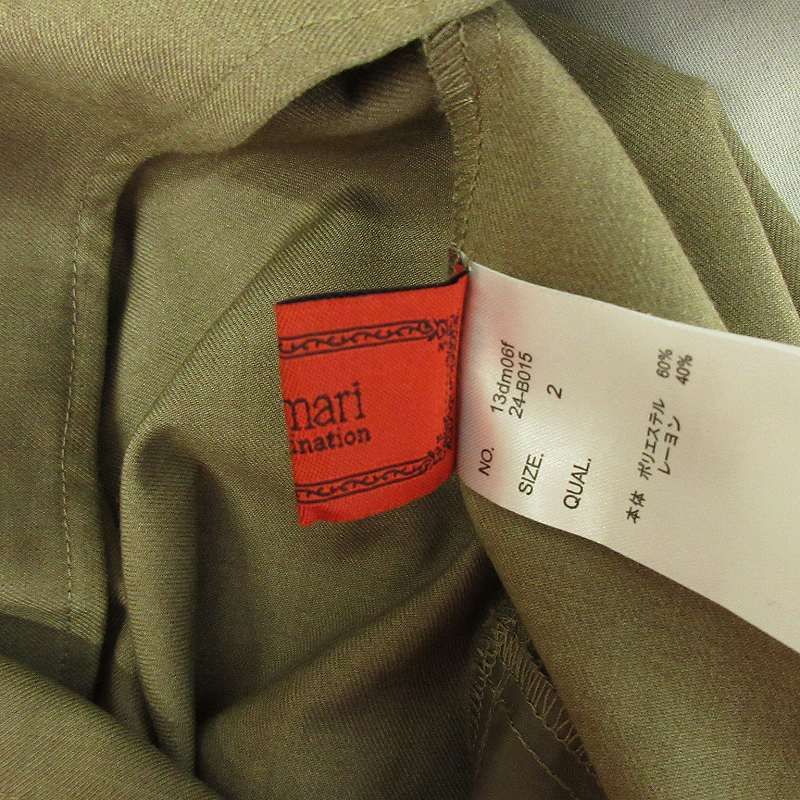 mari
ination
NO. 13dm06f
24-B015
SIZE. 2
QUAL.
本体 ポリエステル 60%
レーヨン 40%